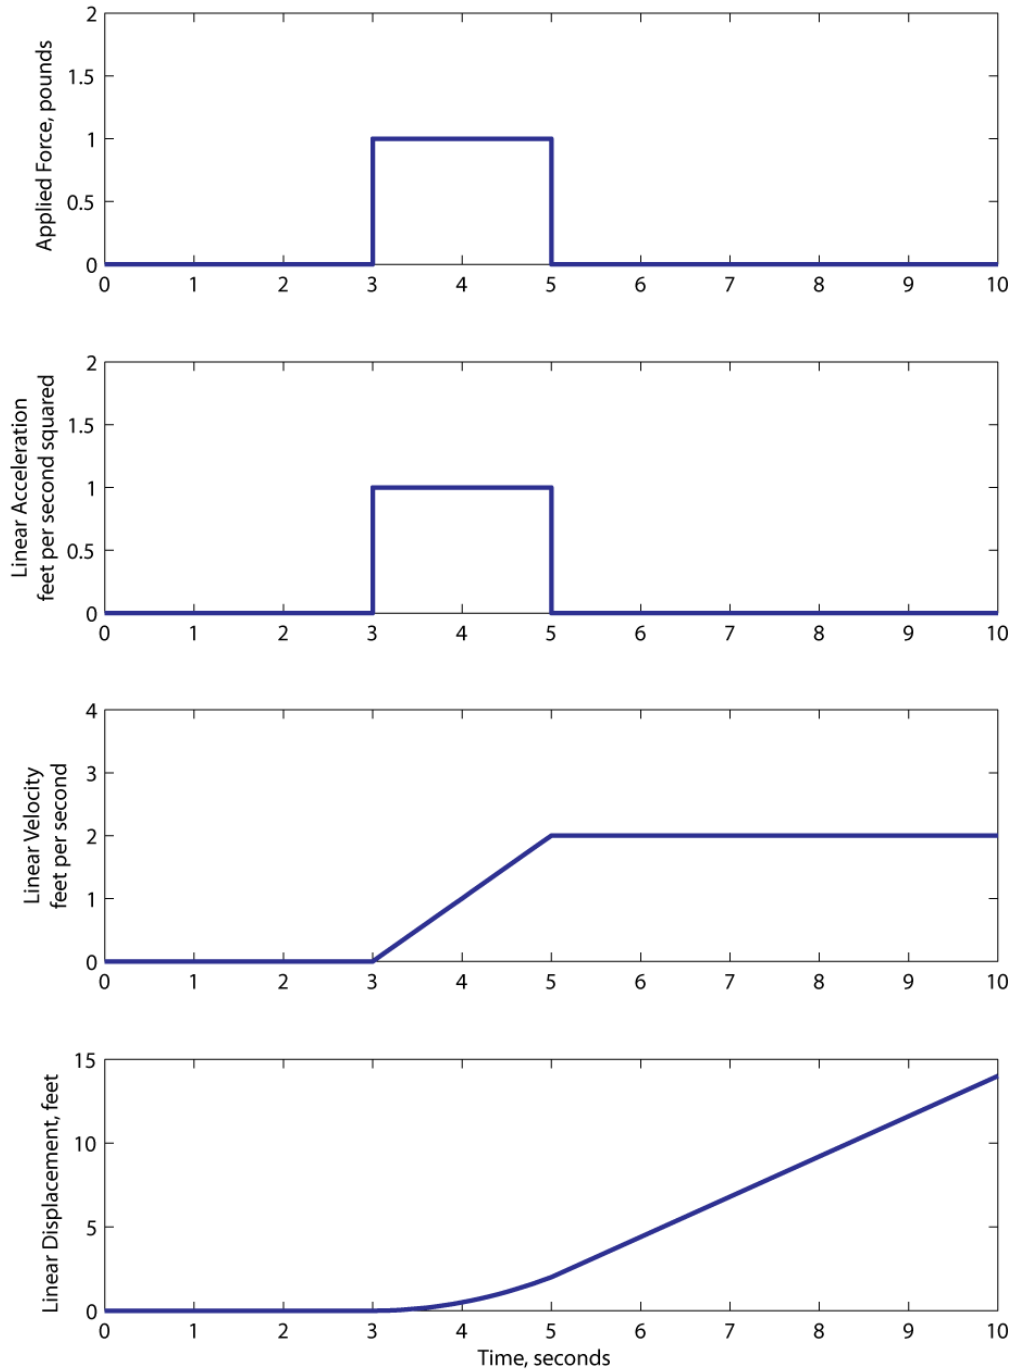 2
1.5
Applied Force, pounds
1
0.5
0
0 1 2 3 4 5 6 7 8 9 10
2
1.5
Linear Acceleration
feet per second squared
1
0.5
0
0 1 2 3 4 5 6 7 8 9 10
4
3
Linear Velocity
feet per second
2
1
0
0 1 2 3 4 5 6 7 8 9 10
15
Linear Displacement, feet
10
5
0
0 1 2 3 4 5 6 7 8 9 10
Time, seconds